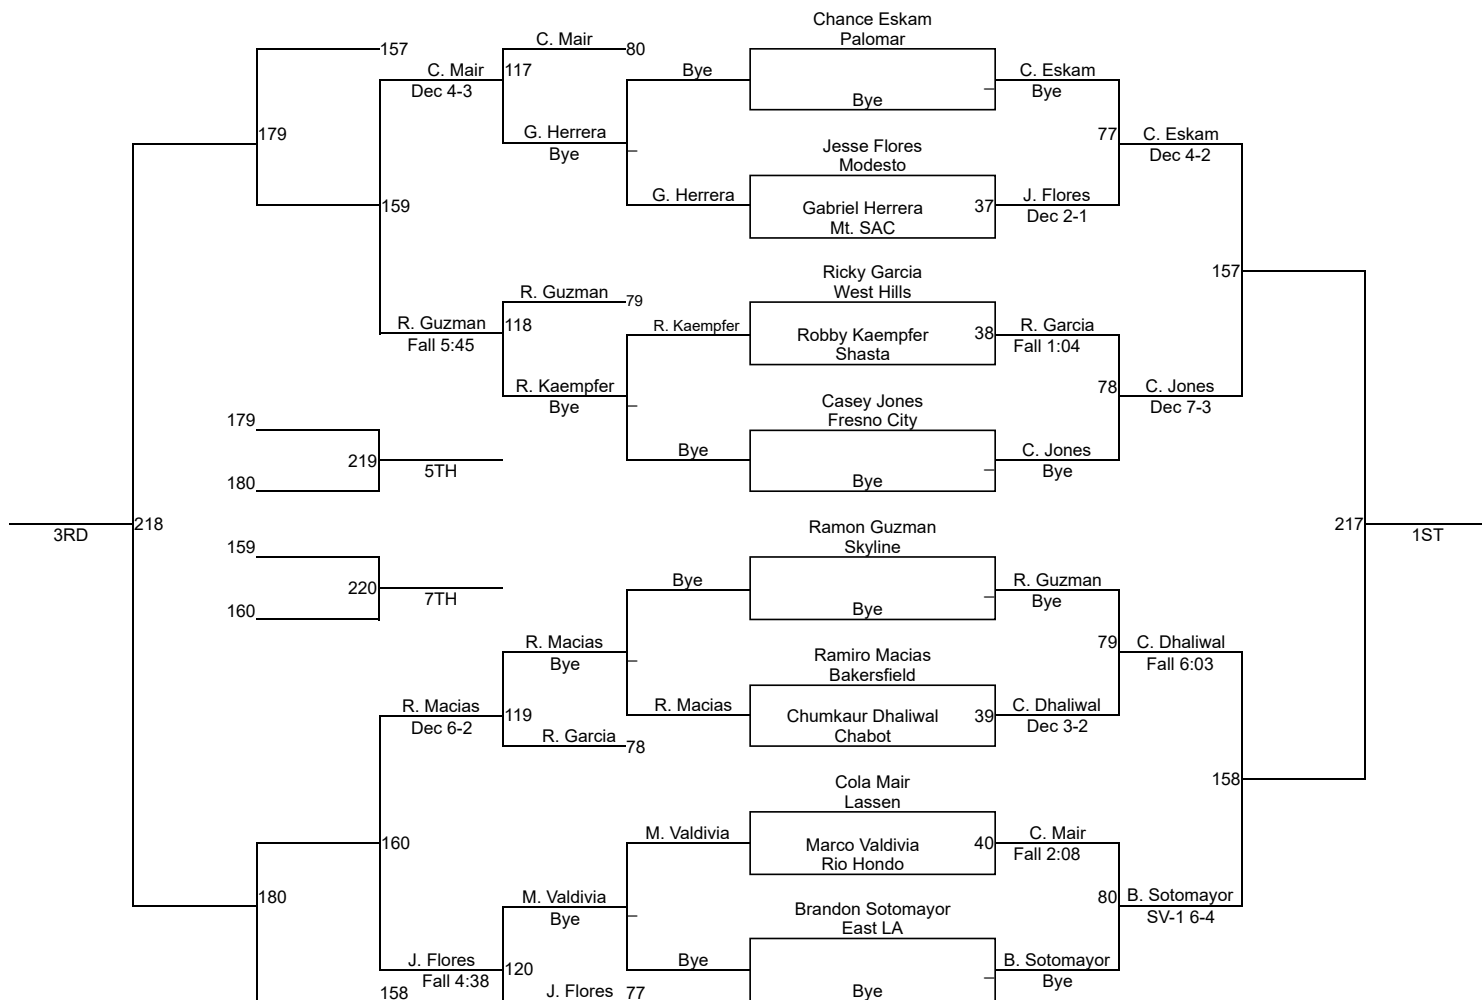 Chance Eskam
C. Mair
Palomar
157
80
C. Mair
117
Bye
C. Eskam
Dec 4-3
Bye
Bye
179
G. Herrera
77
C. Eskam
Bye
Jesse Flores
Dec 4-2
Modesto
G. Herrera
J. Flores
159
Gabriel Herrera
37
Mt. SAC
Dec 2-1
Ricky Garcia
157
West Hills
R. Guzman
79
R. Guzman
118
R. Kaempfer
Robby Kaempfer
38
R. Garcia
Fall 5:45
Shasta
Fall 1:04
R. Kaempfer
78
C. Jones
Bye
Casey Jones
Dec 7-3
179
Fresno City
219
5TH
Bye
C. Jones
180
Bye
Bye
3RD
218
Ramon Guzman
217
1ST
159
Skyline
220
7TH
Bye
R. Guzman
160
Bye
Bye
R. Macias
79
C. Dhaliwal
Bye
Ramiro Macias
Fall 6:03
Bakersfield
R. Macias
119
R. Macias
Chumkaur Dhaliwal
39
C. Dhaliwal
Dec 6-2
Chabot
Dec 3-2
R. Garcia
78
Cola Mair
158
Lassen
160
M. Valdivia
Marco Valdivia
40
C. Mair
Rio Hondo
Fall 2:08
180
M. Valdivia
80
B. Sotomayor
Bye
Brandon Sotomayor
SV-1 6-4
East LA
J. Flores
120
Bye
B. Sotomayor
Fall 4:38
Bye
158
J. Flores
77
Bye